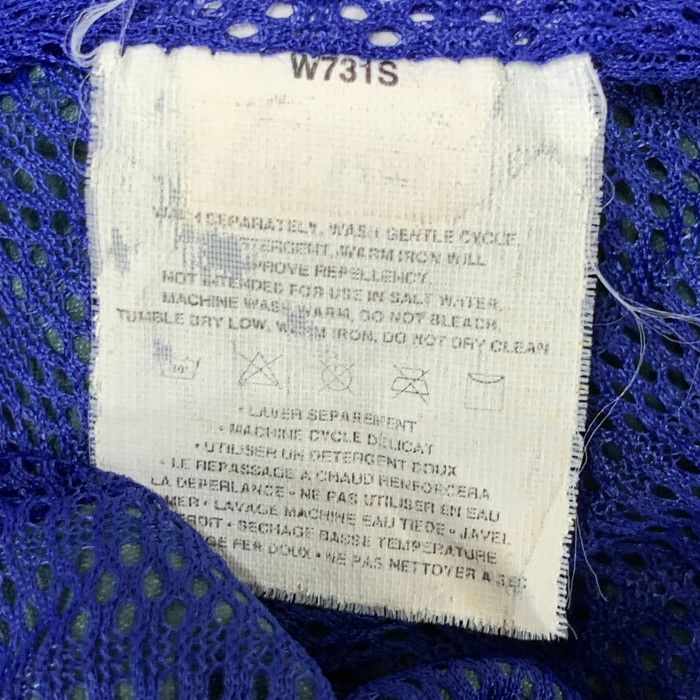 W731S
SEPARATELY, WASH GENTLE CYCLE
DETERGENT, WARM IRON WILL
IMPROVE REPELLENCY
NOT INTENDED FOR USE IN SALT WATER
MACHINE WASH WARM, DO NOT BLEACH,
TUMBLE DRY LOW, WARM IRON, DO NOT DRY CLEAN
• LAVER SEPAREMENT
• MACHINE CYCLE DELICAT
• UTILISER UN DETERGENT DOUX
• LE REPASSAGE A CHAUD RENFORCERA
LA DEPERLANCE • NE PAS UTILISER EN EAU
MER • LAVAGE MACHINE EAU TIEDE • JAVEL
• SECHAGE BASSE TEMPERATURE
FER DOUX • NE PAS NETTOYER A SEC